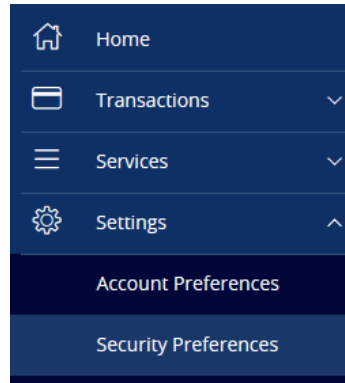 Home
Transactions
Services
Settings
Account Preferences
Security Preferences